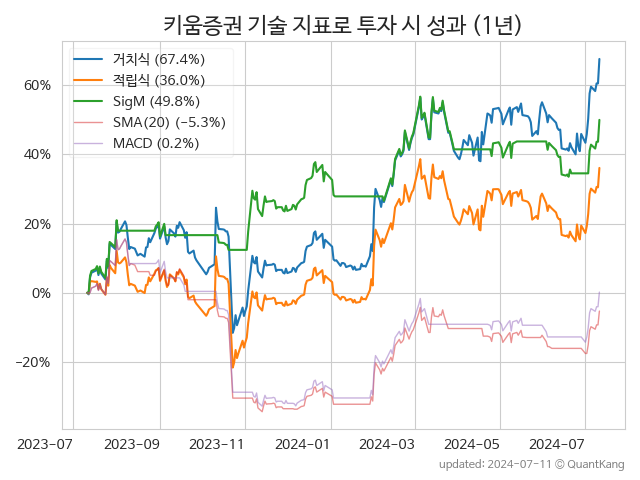 키움증권 기술 지표로 투자 시 성과 (1년)
거치식 (67.4%)
적립식 (36.0%)
SigM (49.8%)
SMA(20) (−5.3%)
MACD (0.2%)
60%
40%
20%
0%
−20%
2023-07
2023-09
2023-11
2024-01
2024-03
2024-05
2024-07
updated: 2024-07-11 © QuantKang